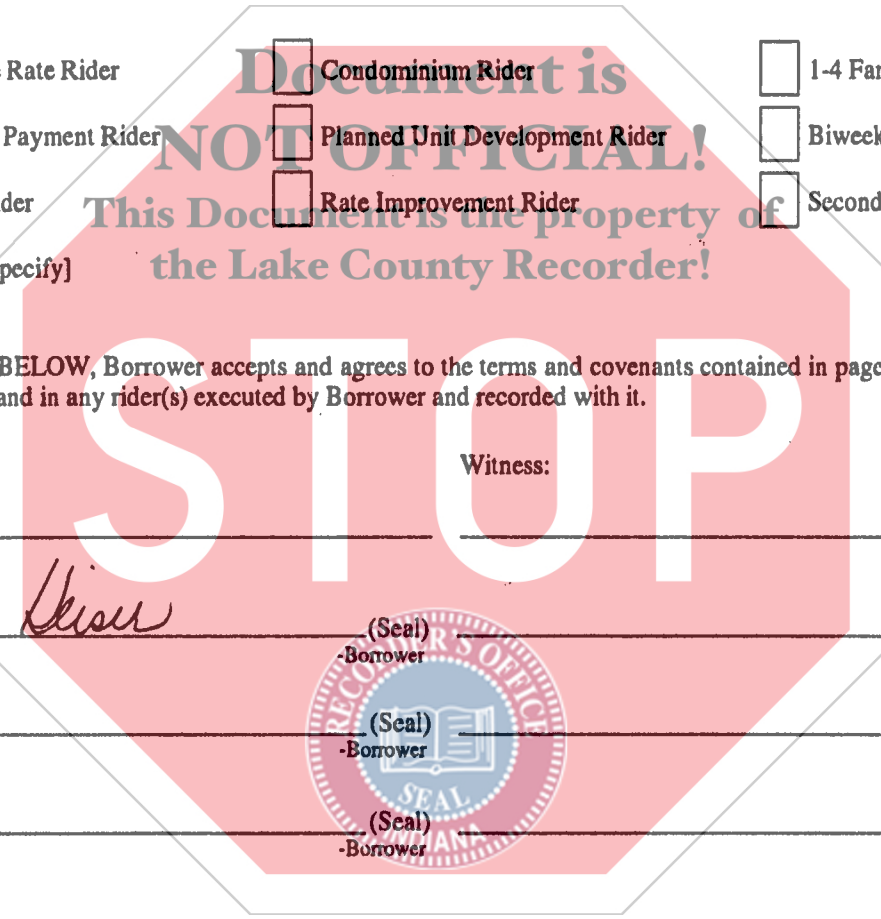 Document is
Rate Rider Condominium Rider 1-4 Fam
NOT OFFICIAL!
Payment Rider Planned Unit Development Rider Biweek
This Document is the property of
der Rate Improvement Rider Second
the Lake County Recorder!
pecify]
BELOW, Borrower accepts and agrees to the terms and covenants contained in page
and in any rider(s) executed by Borrower and recorded with it.
STOP
Witness:
Heiser
(Seal)
-Borrower
RECORDER'S OFFICE
(Seal)
-Borrower
SEAL
(Seal)
INDIANA
-Borrower